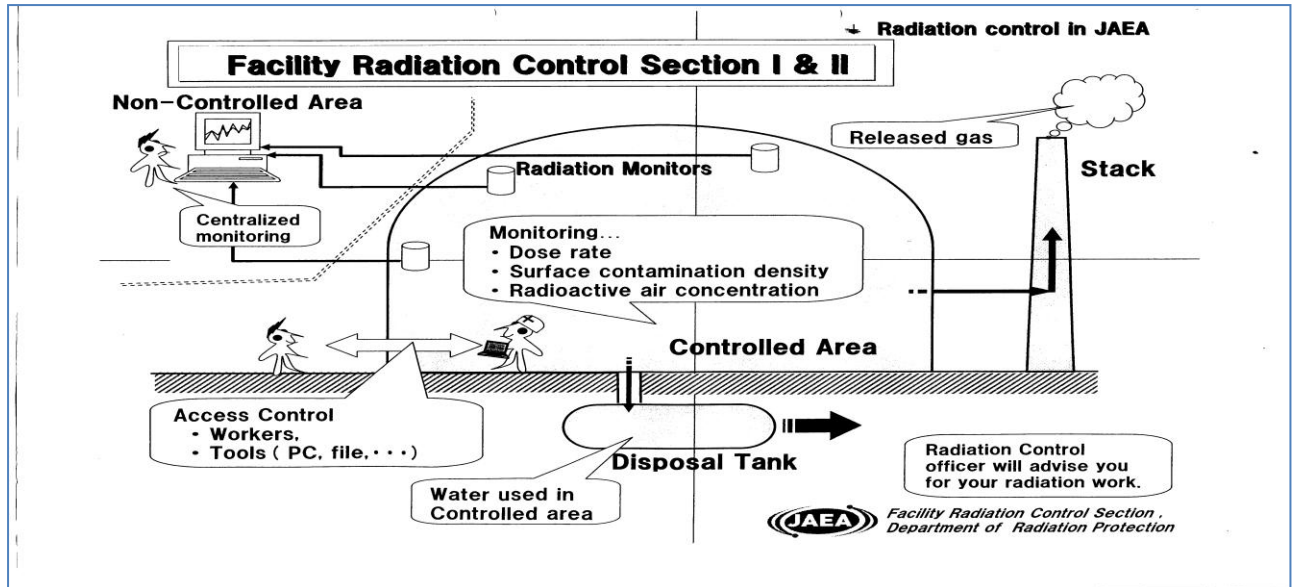 Radiation control in JAEA
Facility Radiation Control Section I & II
Non-Controlled Area
Released gas
Stack
Radiation Monitors
Centralized
monitoring
Monitoring...
・Dose rate
・Surface contamination density
・Radioactive air concentration
Controlled Area
Access Control
・Workers,
・Tools ( PC, file,・・・)
Disposal Tank
Water used in
Controlled area
Radiation Control
officer will advise you
for your radiation work.
JAEA
Facility Radiation Control Section ,
Department of Radiation Protection